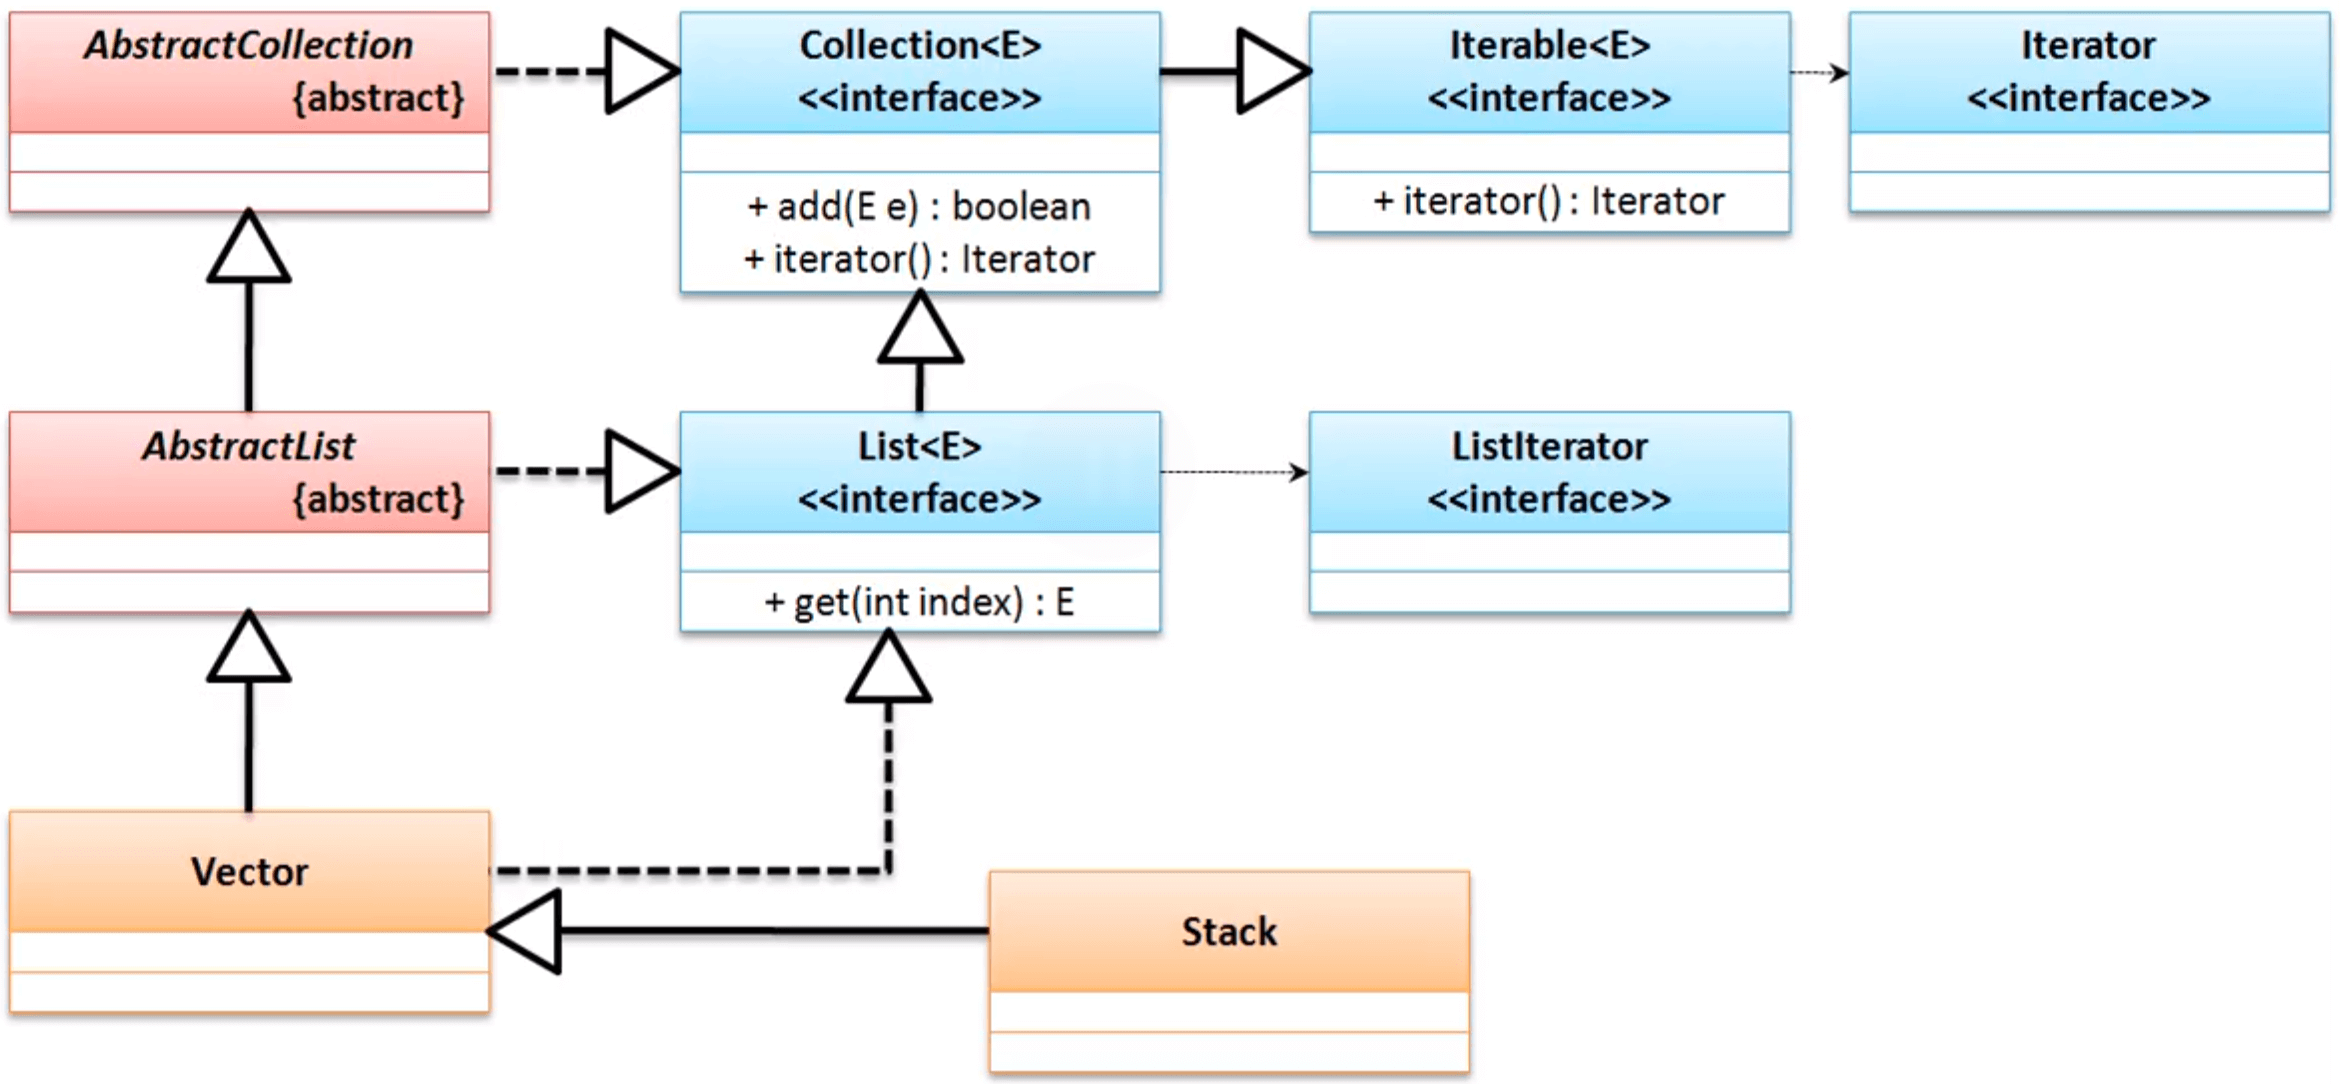 AbstractCollection
{abstract}
Collection<E>
<<interface>>
+ add(E e) : boolean
+ iterator() : Iterator
Iterable<E>
<<interface>>
+ iterator() : Iterator
Iterator
<<interface>>
AbstractList
{abstract}
List<E>
<<interface>>
+ get(int index) : E
ListIterator
<<interface>>
Vector
Stack